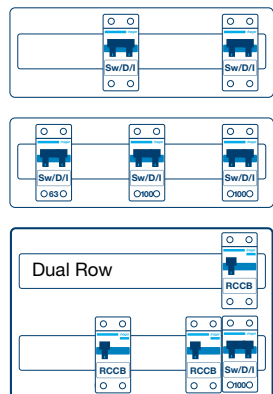 Sw/D/I Sw/D/I
Sw/D/I Sw/D/I Sw/D/I
63 100 100
Dual Row
RCCB
RCCB RCCB Sw/D/I
100